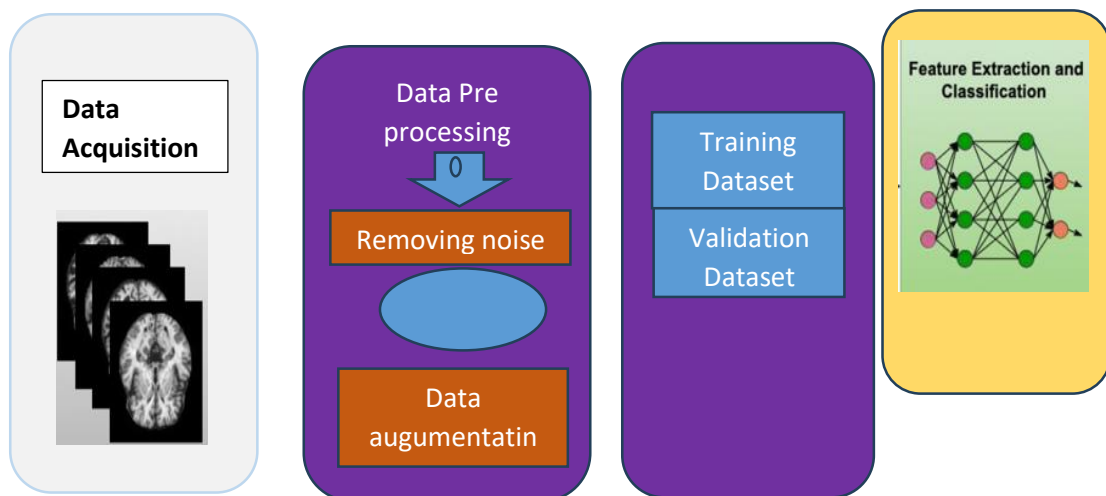 Data
Acquisition
Data Pre
processing
0
Removing noise
Data
augumentatin
Training
Dataset
Validation
Dataset
Feature Extraction and
Classification